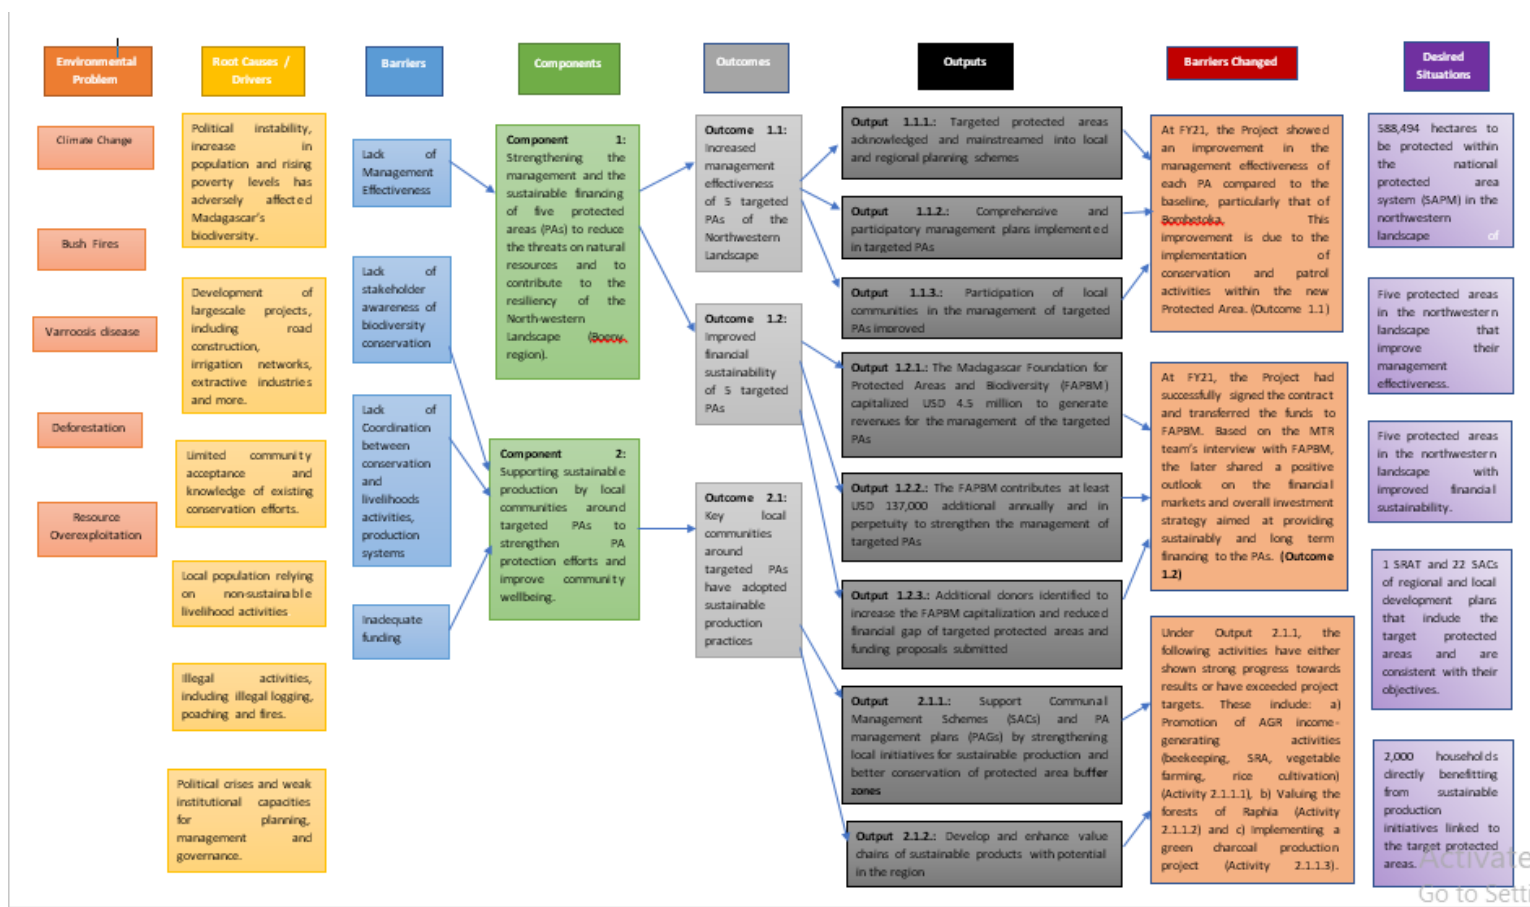 Environmental
Problem
Climate Change
Bush Fires
Varroosis disease
Deforestation
Resource
Overexploitation
Root Causes /
Drivers
Political instability,
increase in
population and rising
poverty levels has
adversely affected
Madagascar's
biodiversity.
Development of
largescale projects,
including road
construction,
irrigation networks,
extractive industries
and more.
Limited community
acceptance and
knowledge of existing
conservation efforts.
Local population relying
on non-sustainable
livelihood activities
Illegal activities,
including illegal logging,
poaching and fires.
Political crises and weak
institutional capacities
for planning,
management and
governance.
Barriers
Lack of
Management
Effectiveness
Lack of
stakeholder
awareness of
biodiversity
conservation
Lack of
Coordination
between
conservation
and
livelihoods
activities,
production
systems
Inadequate
funding
Components
Component 1:
Strengthening the
management and the
sustainable financing
of five protected
areas (PAs) to reduce
the threats on natural
resources and to
contribute to the
resiliency of the
North-western
Landscape (Boeny
region).
Component 2:
Supporting sustainable
production by local
communities around
targeted PAs to
strengthen PA
protection efforts and
improve community
wellbeing.
Outcomes
Outcome 1.1:
Increased
management
effectiveness
of 5 targeted
PAs of the
Northwestern
Landscape
Outcome 1.2:
Improved
financial
sustainability
of 5 targeted
PAs
Outcome 2.1:
Key local
communities
around
targeted PAs
have adopted
sustainable
production
practices
Outputs
Output 1.1.1.: Targeted protected areas
acknowledged and mainstreamed into local
and regional planning schemes
Output 1.1.2.: Comprehensive and
participatory management plans implemented
in targeted PAs
Output 1.1.3.: Participation of local
communities in the management of targeted
PAs improved
Output 1.2.1.: The Madagascar Foundation for
Protected Areas and Biodiversity (FAPBM)
capitalized USD 4.5 million to generate
revenues for the management of the targeted
PAs
Output 1.2.2.: The FAPBM contributes at least
USD 137,000 additional annually and in
perpetuity to strengthen the management of
targeted PAs
Output 1.2.3.: Additional donors identified to
increase the FAPBM capitalization and reduced
financial gap of targeted protected areas and
funding proposals submitted
Output 2.1.1.: Support Communal
Management Schemes (SACs) and PA
management plans (PAGs) by strengthening
local initiatives for sustainable production and
better conservation of protected area buffer
zones
Output 2.1.2.: Develop and enhance value
chains of sustainable products with potential
in the region
Barriers Changed
At FY21, the Project showed
an improvement in the
management effectiveness of
each PA compared to the
baseline, particularly that of
Bombetoka. This
improvement is due to the
implementation of
conservation and patrol
activities within the new
Protected Area. (Outcome 1.1)
At FY21, the Project had
successfully signed the contract
and transferred the funds to
FAPBM. Based on the MTR
team's interview with FAPBM,
the later shared a positive
outlook on the financial
markets and overall investment
strategy aimed at providing
sustainably and long term
financing to the PAs. (Outcome
1.2)
Under Output 2.1.1, the
following activities have either
shown strong progress towards
results or have exceeded project
targets. These include: a)
Promotion of AGR income-
generating activities
(beekeeping, SRA, vegetable
farming, rice cultivation)
(Activity 2.1.1.1), b) Valuing the
forests of Raphia (Activity
2.1.1.2) and c) Implementing a
green charcoal production
project (Activity 2.1.1.3).
Desired
Situations
588,494 hectares to
be protected within
the national
protected area
system (SAPM) in the
northwestern
landscape of
Five protected areas
in the northwestern
landscape that
improve their
management
effectiveness.
Five protected areas
in the northwestern
landscape with
improved financial
sustainability.
1 SRAT and 22 SACs
of regional and local
development plans
that include the
target protected
areas and are
consistent with their
objectives.
2,000 households
directly benefitting
from sustainable
production
initiatives linked to
the target protected
areas.
Activate
Go to Setti